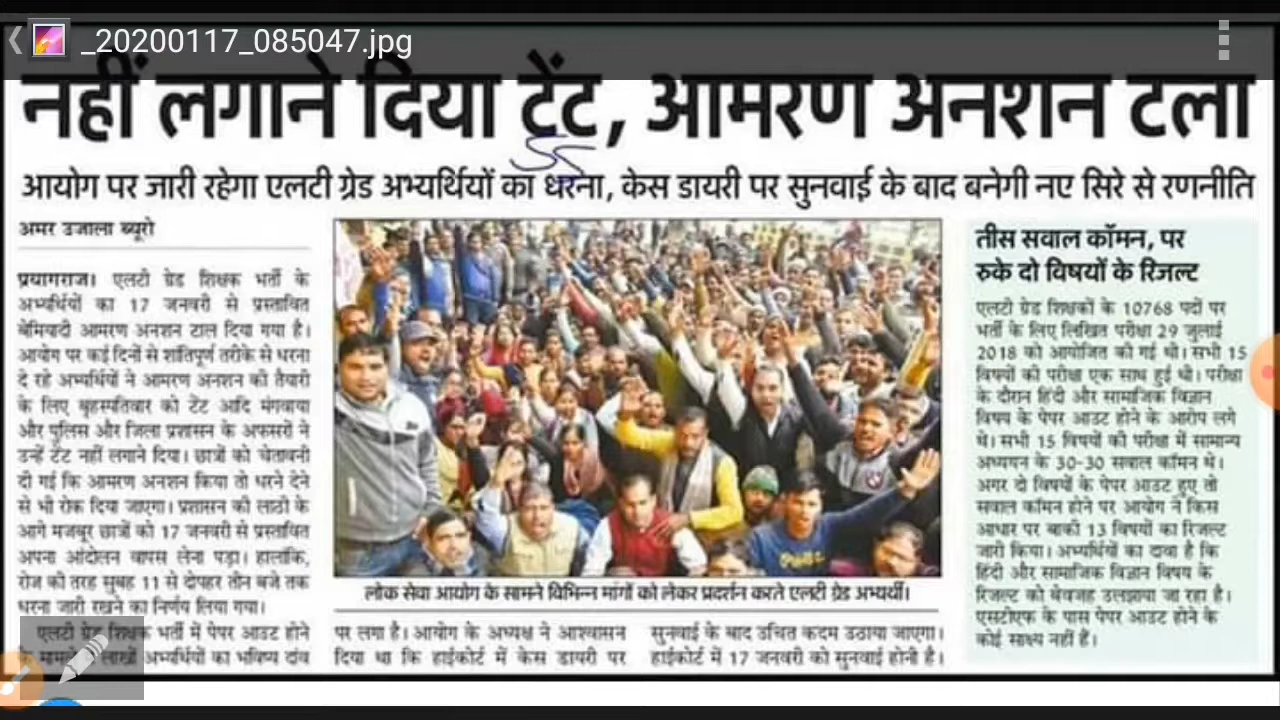 _20200117_085047.jpg
नहीं लगाने दिया टेंट, आमरण अनशन टला
आयोग पर जारी रहेगा एलटी ग्रेड अभ्यर्थियों का धरना, केस डायरी पर सुनवाई के बाद बनेगी नए सिरे से रणनीति
अमर उजाला ब्यूरो
प्रयागराज। एलटी ग्रेड शिक्षक भर्ती के
अभ्यर्थियों का 17 जनवरी से प्रस्तावित
बेमियादी आमरण अनशन टाल दिया गया है।
आयोग पर कई दिनों से शांतिपूर्ण तरीके से धरना
दे रहे अभ्यर्थियों ने आमरण अनशन की तैयारी
के लिए बृहस्पतिवार को टेंट आदि मंगवाया
और पुलिस और जिला प्रशासन के अफसरों ने
उन्हें टेंट नहीं लगाने दिया। छात्रों को चेतावनी
दी गई कि आमरण अनशन किया तो धरने देने
से भी रोक दिया जाएगा। प्रशासन की लाठी के
आगे मजबूर छात्रों को 17 जनवरी से प्रस्तावित
अपना आंदोलन वापस लेना पड़ा। हालांकि,
रोज की तरह सुबह 11 से दोपहर तीन बजे तक
धरना जारी रखने का निर्णय लिया गया।
एलटी ग्रेड शिक्षक भर्ती में पेपर आउट होने
के मामले लाखों अभ्यर्थियों का भविष्य दांव
लोक सेवा आयोग के सामने विभिन्न मांगों को लेकर प्रदर्शन करते एलटी ग्रेड अभ्यर्थी।
पर लगा है। आयोग के अध्यक्ष ने आश्वासन
दिया था कि हाईकोर्ट में केस डायरी पर
सुनवाई के बाद उचित कदम उठाया जाएगा।
हाईकोर्ट में 17 जनवरी को सुनवाई होनी है।
तीस सवाल कॉमन, पर
रुके दो विषयों के रिजल्ट
एलटी ग्रेड शिक्षकों के 10768 पदों पर
भर्ती के लिए लिखित परीक्षा 29 जुलाई
2018 को आयोजित की गई थी। सभी 15
विषयों की परीक्षा एक साथ हुई थी। परीक्षा
के दौरान हिंदी और सामाजिक विज्ञान
विषय के पेपर आउट होने के आरोप लगे
थे। सभी 15 विषयों की परीक्षा में सामान्य
अध्ययन के 30-30 सवाल कॉमन थे।
अगर दो विषयों के पेपर आउट हुए तो
सवाल कॉमन होने पर आयोग ने किस
आधार पर बाकी 13 विषयों का रिजल्ट
जारी किया। अभ्यर्थियों का दावा है कि
हिंदी और सामाजिक विज्ञान विषय के
रिजल्ट को बेवजह उलझाया जा रहा है।
एसटीएफ के पास पेपर आउट होने के
कोई साक्ष्य नहीं हैं।